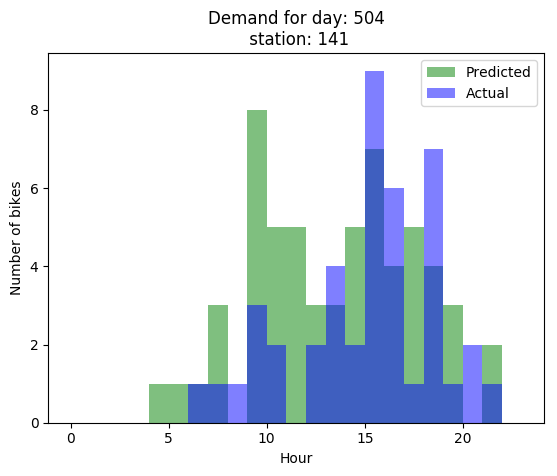 Demand for day: 504
station: 141
Predicted
Actual
Number of bikes
8
6
4
2
0
0
5
10
15
20
Hour